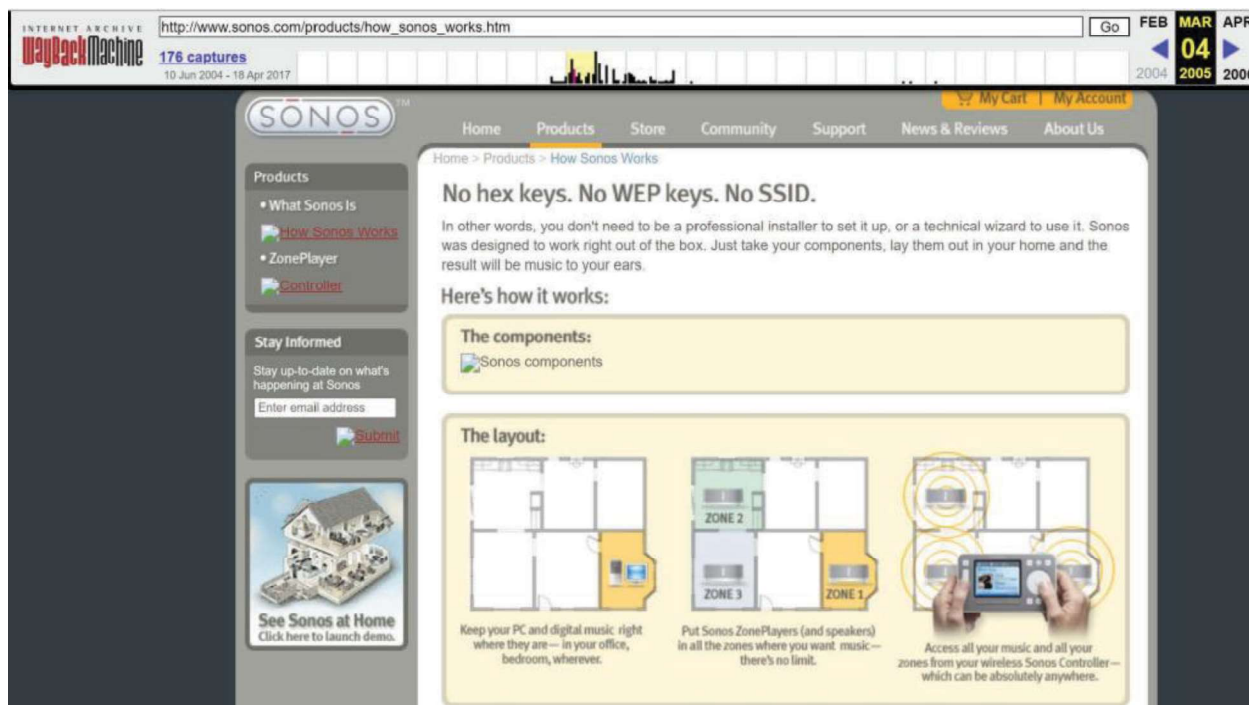 INTERNET ARCHIVE
WayBackMachine
http://www.sonos.com/products/how_sonos_works.htm
Go
FEB MAR APR
176 captures
04
10 Jun 2004 - 18 Apr 2017
2004 2005 2006
SONOS TM
My Cart | My Account
Home Products Store Community Support News & Reviews About Us
Home > Products > How Sonos Works
Products
• What Sonos Is
How Sonos Works
• ZonePlayer
Controller
Stay Informed
Stay up-to-date on what's
happening at Sonos
Enter email address
Submit
See Sonos at Home
Click here to launch demo.
No hex keys. No WEP keys. No SSID.
In other words, you don't need to be a professional installer to set it up, or a technical wizard to use it. Sonos
was designed to work right out of the box. Just take your components, lay them out in your home and the
result will be music to your ears.
Here's how it works:
The components:
Sonos components
The layout:
ZONE 2
ZONE 3
ZONE 1
Keep your PC and digital music right
where they are— in your office,
bedroom, wherever.
Put Sonos ZonePlayers (and speakers)
in all the zones where you want music—
there's no limit.
Access all your music and all your
zones from your wireless Sonos Controller—
which can be absolutely anywhere.